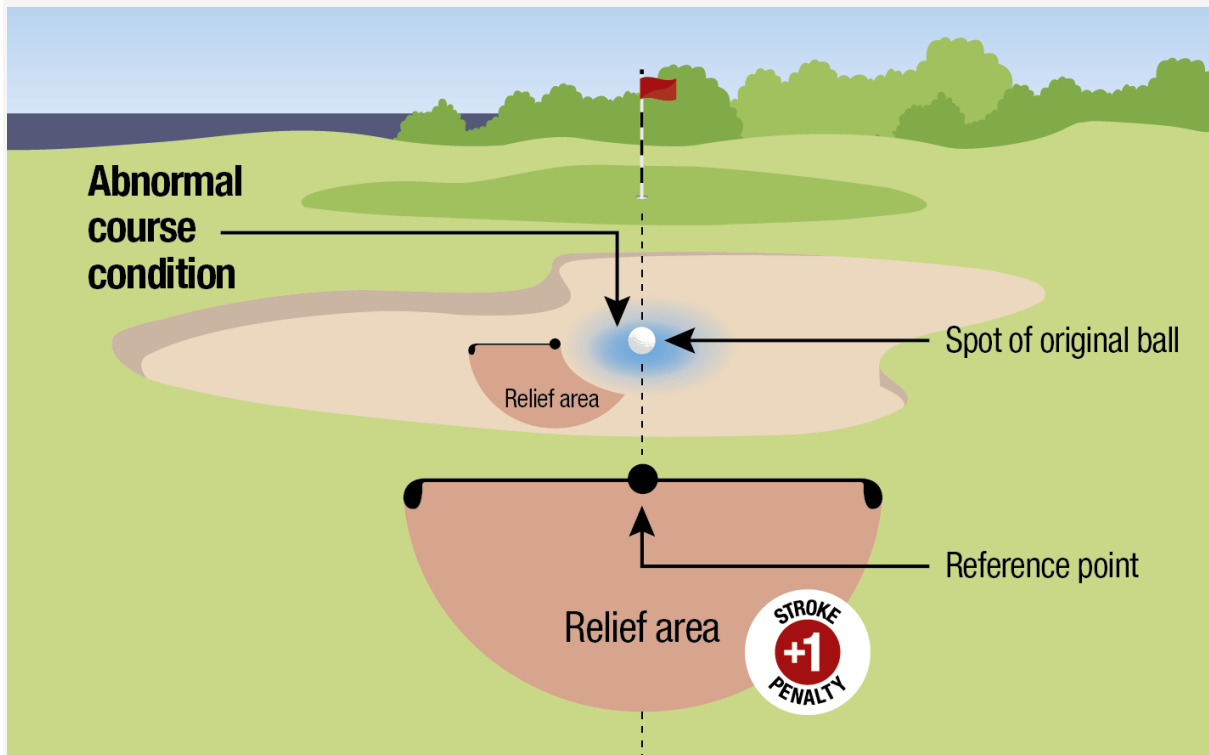 Abnormal
course
condition
Spot of original ball
Relief area
Reference point
Relief area
STROKE
+1
PENALTY